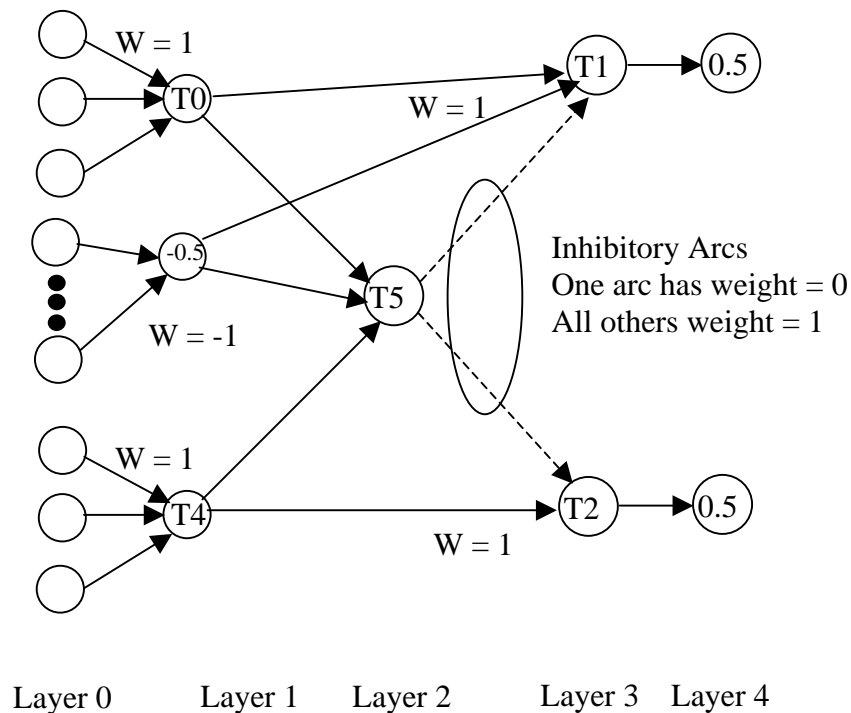 W = 1
T0
T1
0.5
W = 1
-0.5
T5
Inhibitory Arcs
One arc has weight = 0
All others weight = 1
W = -1
W = 1
T4
T2
0.5
W = 1
Layer 0 Layer 1 Layer 2 Layer 3 Layer 4